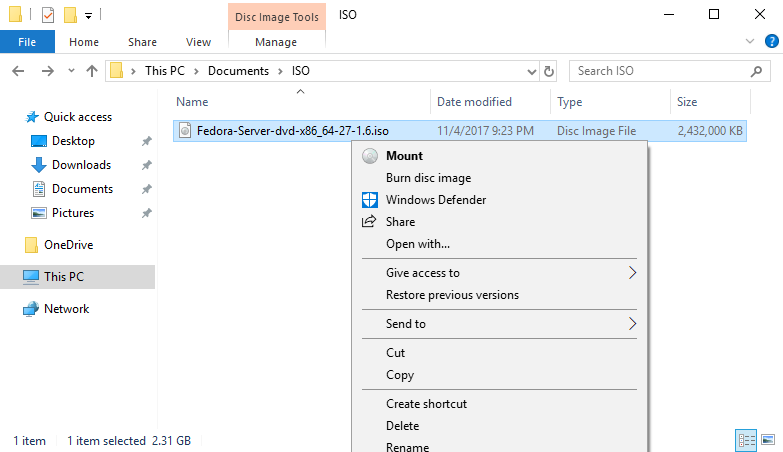 Disc Image Tools
ISO
File
Home
Share
View
Manage
This PC
Documents
ISO
Search ISO
Name
Date modified
Type
Size
Quick access
Desktop
Downloads
Documents
Pictures
OneDrive
This PC
Network
Fedora-Server-dvd-x86_64-27-1.6.iso
11/4/2017 9:23 PM
Disc Image File
2,432,000 KB
Mount
Burn disc image
Windows Defender
Share
Open with...
Give access to
Restore previous versions
Send to
Cut
Copy
Create shortcut
Delete
Rename
1 item
1 item selected 2.31 GB